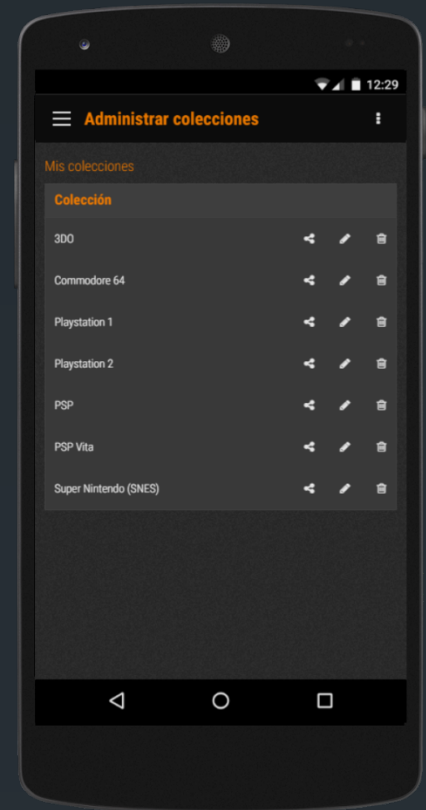 12:29
Administrar colecciones
Mis colecciones
Colección
3DO
Commodore 64
Playstation 1
Playstation 2
PSP
PSP Vita
Super Nintendo (SNES)